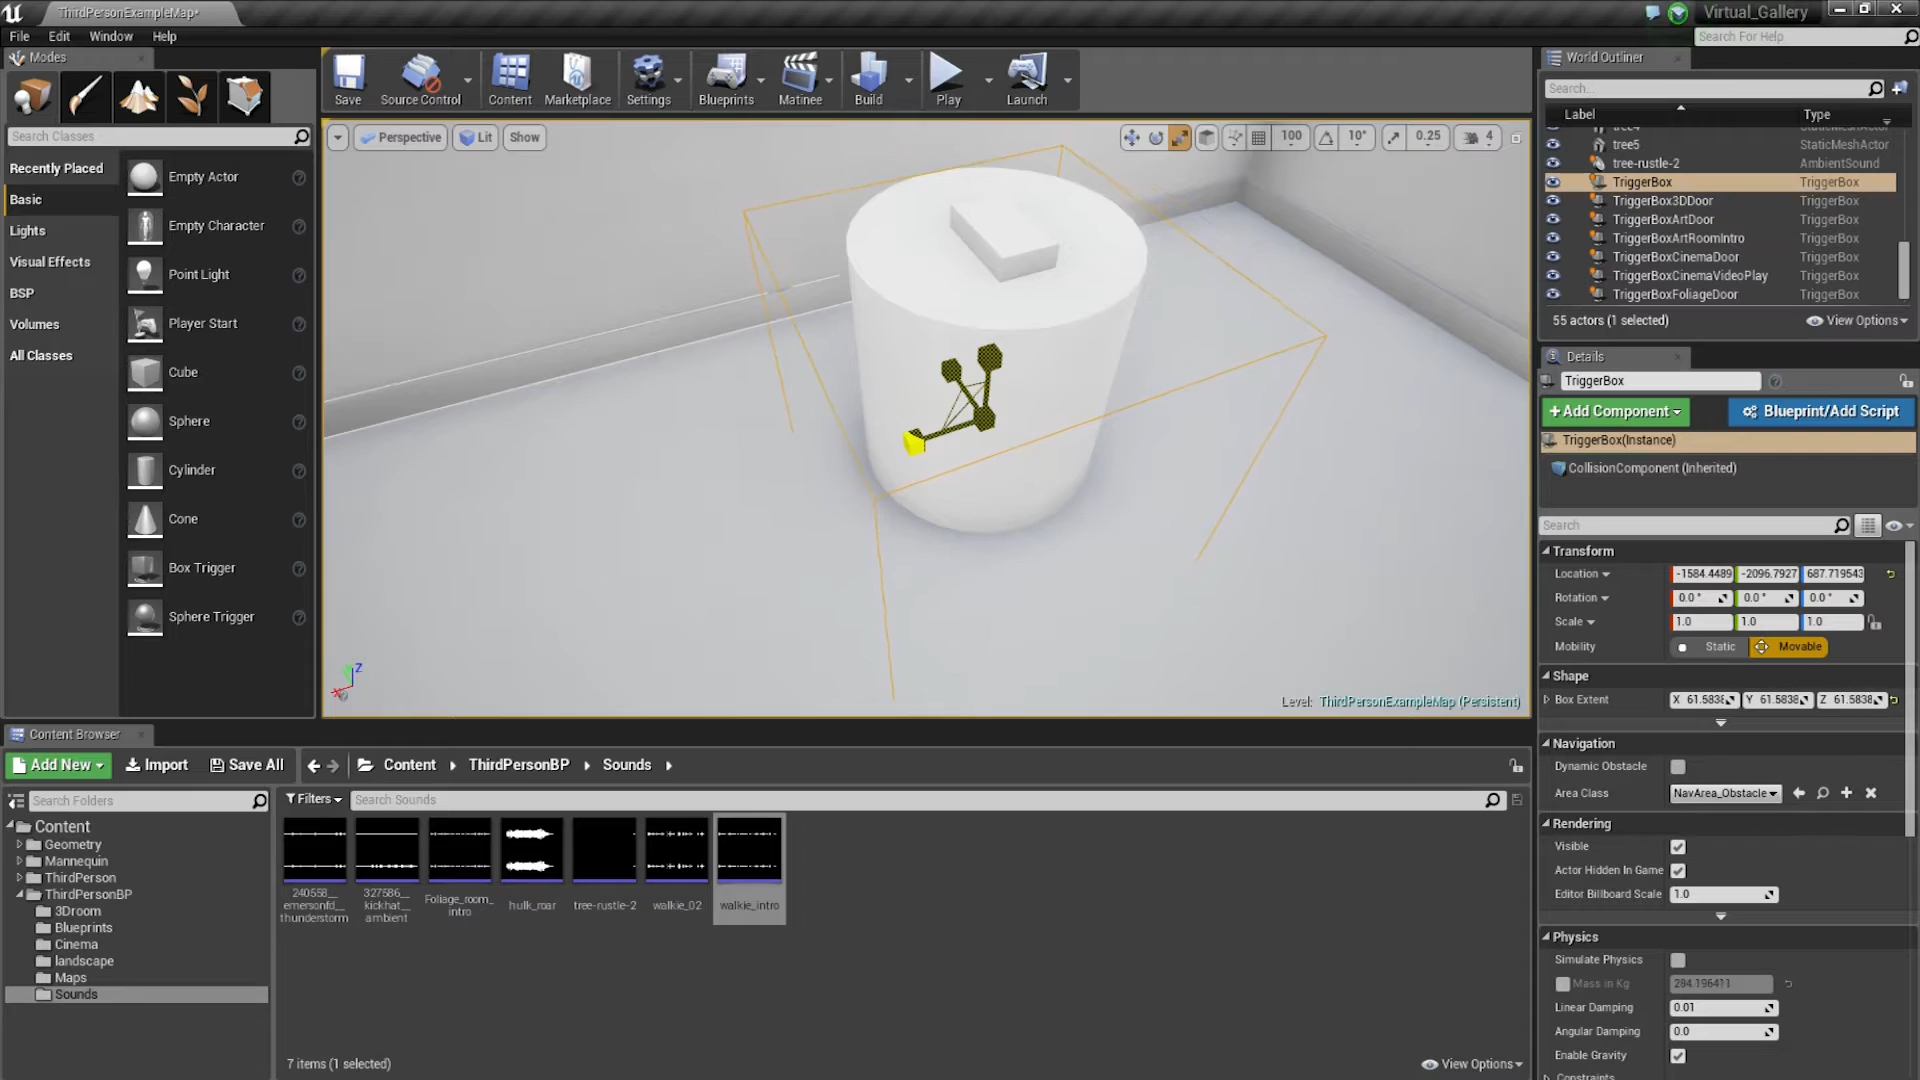 ThirdPersonExampleMap*
Virtual_Gallery
File Edit Window Help
Search For Help
Modes
Save
Source Control
Content
Marketplace
Settings
Blueprints
Matinee
Build
Play
Launch
Search Classes
Recently Placed
Basic
Lights
Visual Effects
BSP
Volumes
All Classes
Empty Actor
Empty Character
Point Light
Player Start
Cube
Sphere
Cylinder
Cone
Box Trigger
Sphere Trigger
Perspective
Lit
Show
100
10°
0.25
4
Z
Level: ThirdPersonExampleMap (Persistent)
World Outliner
Search...
Label Type
StaticMeshActor
tree5 StaticMeshActor
tree-rustle-2 AmbientSound
TriggerBox TriggerBox
TriggerBox3DDoor TriggerBox
TriggerBoxArtDoor TriggerBox
TriggerBoxArtRoomIntro TriggerBox
TriggerBoxCinemaDoor TriggerBox
TriggerBoxCinemaVideoPlay TriggerBox
TriggerBoxFoliageDoor TriggerBox
55 actors (1 selected)
View Options
Details
TriggerBox
+Add Component
Blueprint/Add Script
TriggerBox(Instance)
CollisionComponent (Inherited)
Search
Transform
Location -1584.4489 -2096.7927 687.719543
Rotation 0.0° 0.0° 0.0°
Scale 1.0 1.0 1.0
Mobility Static Movable
Shape
Box Extent X 61.5838 Y 61.5838 Z 61.5838
Navigation
Dynamic Obstacle
Area Class NavArea_Obstacle
Rendering
Visible
Actor Hidden In Game
Editor Billboard Scale 1.0
Physics
Simulate Physics
Mass in Kg 284.196411
Linear Damping 0.01
Angular Damping 0.0
Enable Gravity
Constraints
Content Browser
Add New
Import
Save All
Content
ThirdPersonBP
Sounds
Search Folders
Filters
Search Sounds
Content
Geometry
Mannequin
ThirdPerson
ThirdPersonBP
3Droom
Blueprints
Cinema
landscape
Maps
Sounds
240558__
emersonfd__
thunderstorm
327586__
kickhat__
ambient
Foliage_room_
intro
hulk_roar
tree-rustle-2
walkie_02
walkie_intro
7 items (1 selected)
View Options